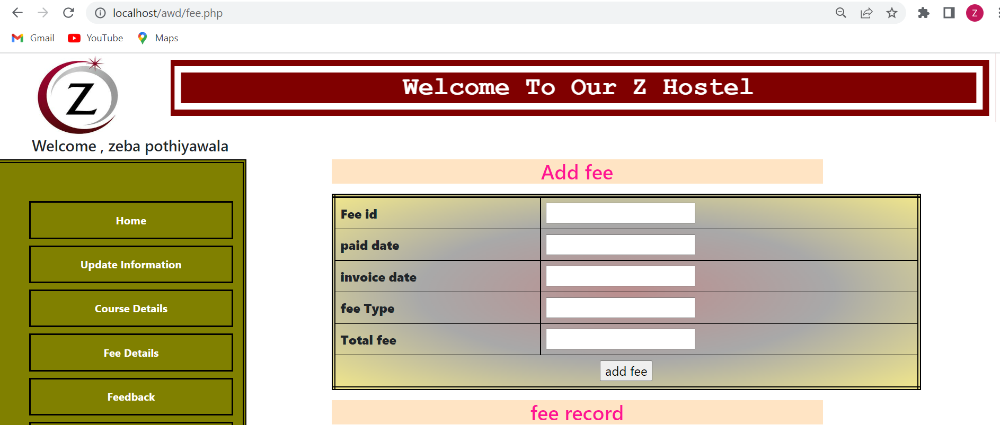 localhost/awd/fee.php
Z
Gmail YouTube Maps
Z
Welcome To Our Z Hostel
Welcome , zeba pothiyawala
Home
Update Information
Course Details
Fee Details
Feedback
Add fee
Fee id
paid date
invoice date
fee Type
Total fee
add fee
fee record